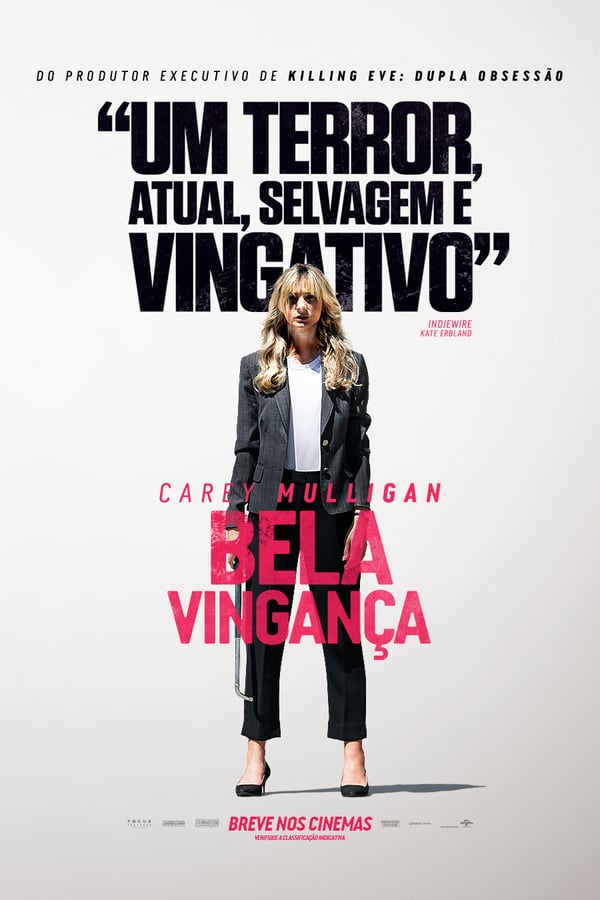 DO PRODUTOR EXECUTIVO DE KILLING EVE: DUPLA OBSESSÃO
“UM TERROR,
ATUAL, SELVAGEM E
VINGATIVO”
INDIEWIRE
KATE ERBLAND
CAREY MULLIGAN
BELA
VINGANÇA
FOCUS
BREVE NOS CINEMAS
VERIFIQUE A CLASSIFICAÇÃO INDICATIVA